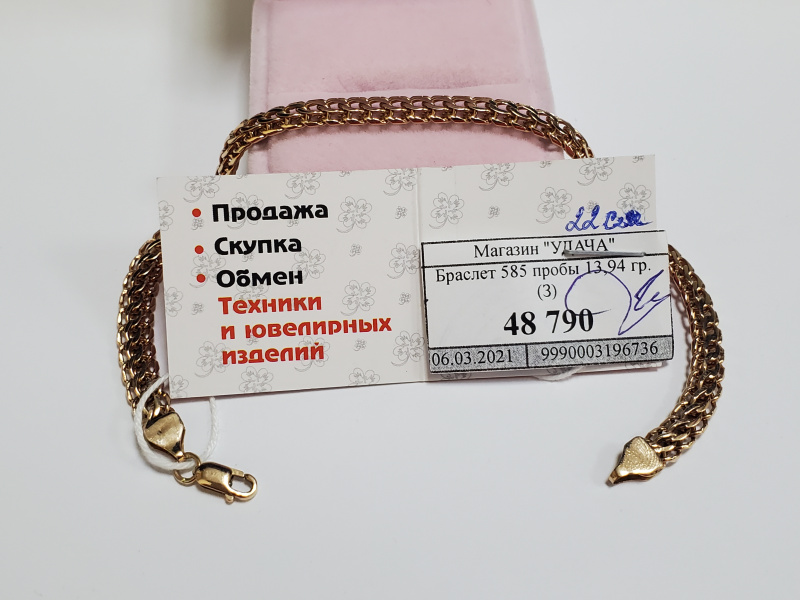 • Продажа
• Скупка
• Обмен
Техники
и ювелирных
изделий
22 см
Магазин "УДАЧА"
Браслет 585 пробы 13,94 гр.
(3)
48 790
06.03.2021 9990003196736